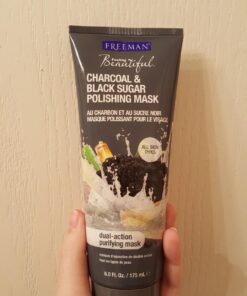 FREEMAN
Feeling
Beautiful
CHARCOAL &
BLACK SUGAR
POLISHING MASK
AU CHARBON ET AU SUCRE NOIR
MASQUE POLISSANT POUR LE VISAGE
ALL SKIN
TYPES
dual-action
purifying mask
6.0 Fl. Oz. / 175 mL